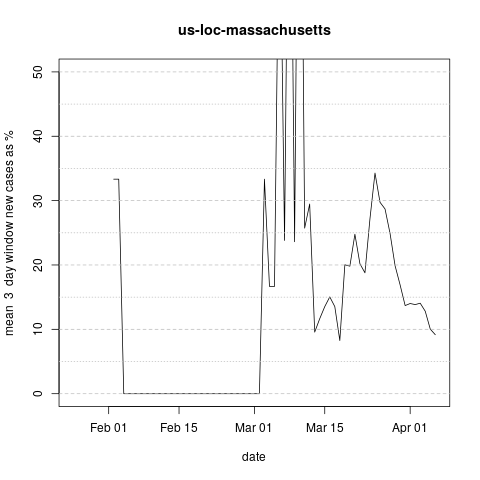 us-loc-massachusetts
mean 3 day window new cases as %
50
40
30
20
10
0
Feb 01 Feb 15 Mar 01 Mar 15 Apr 01
date